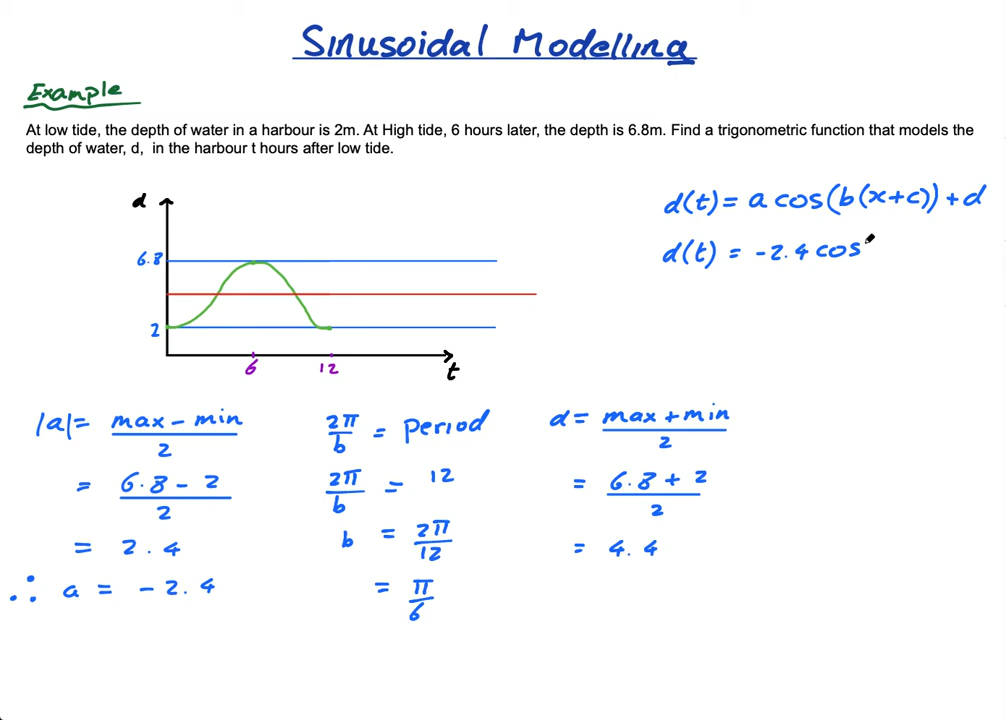 Sinusoidal Modelling
Example
At low tide, the depth of water in a harbour is 2m. At High tide, 6 hours later, the depth is 6.8m. Find a trigonometric function that models the
depth of water, d, in the harbour t hours after low tide.
d
6.8
2
6
12
t
d(t) = a cos(b(x+c)) + d
d(t) = -2.4 cos
|a| = max - min / 2
= 6.8 - 2 / 2
= 2.4
∴ a = -2.4
2π / b = period
2π / b = 12
b = 2π / 12
= π / 6
d = max + min / 2
= 6.8 + 2 / 2
= 4.4